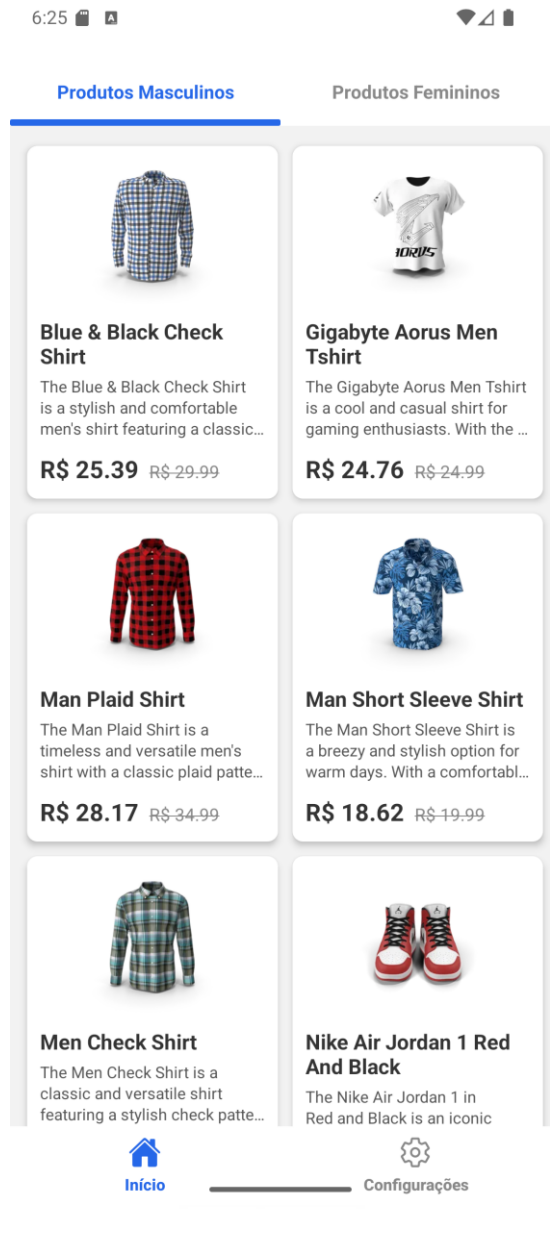 6:25
A
Produtos Masculinos
Produtos Femininos
Blue & Black Check
Shirt
The Blue & Black Check Shirt
is a stylish and comfortable
men's shirt featuring a classic…
R$ 25.39 R$ 29.99
AORUS
Gigabyte Aorus Men
Tshirt
The Gigabyte Aorus Men Tshirt
is a cool and casual shirt for
gaming enthusiasts. With the …
R$ 24.76 R$ 24.99
Man Plaid Shirt
The Man Plaid Shirt is a
timeless and versatile men's
shirt with a classic plaid patte…
R$ 28.17 R$ 34.99
Man Short Sleeve Shirt
The Man Short Sleeve Shirt is
a breezy and stylish option for
warm days. With a comfortabl…
R$ 18.62 R$ 19.99
Men Check Shirt
The Men Check Shirt is a
classic and versatile shirt
featuring a stylish check patte…
Nike Air Jordan 1 Red
And Black
The Nike Air Jordan 1 in
Red and Black is an iconic
Início
Configurações